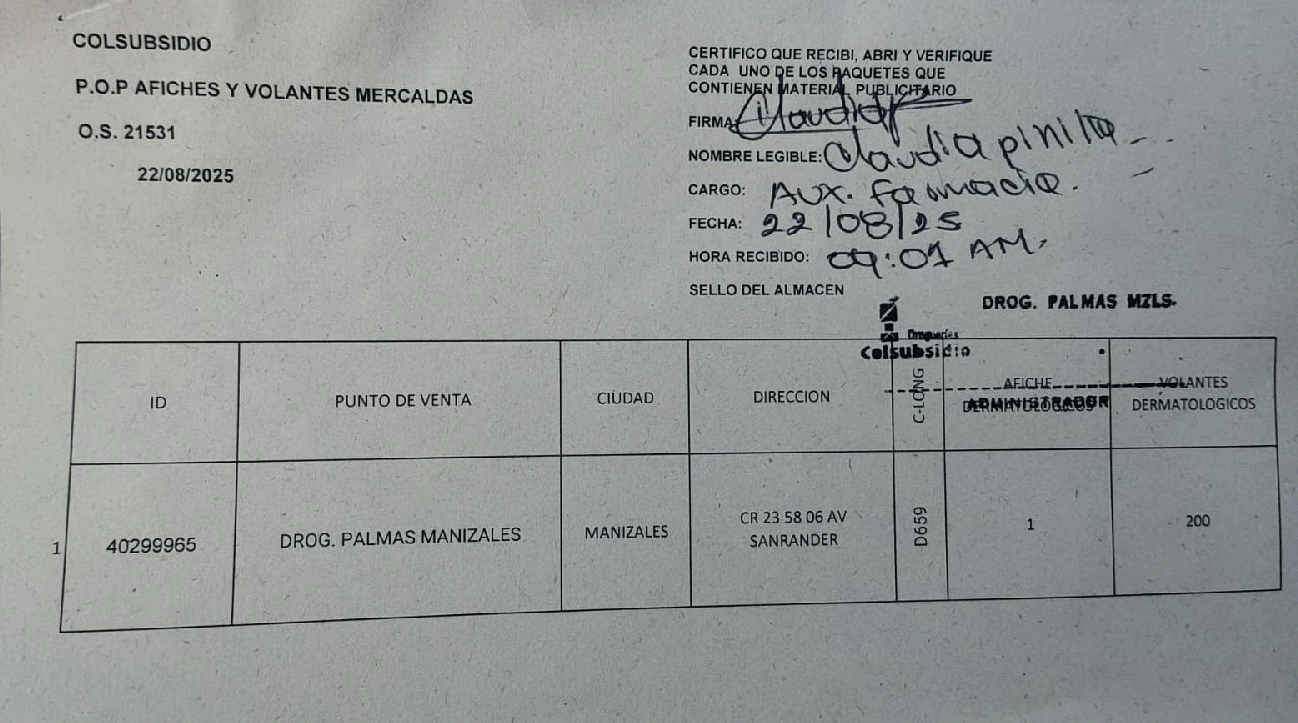 COLSUBSIDIO
P.O.P AFICHES Y VOLANTES MERCALDAS
O.S. 21531
22/08/2025
CERTIFICO QUE RECIBI, ABRI Y VERIFIQUE
CADA UNO DE LOS PAQUETES QUE
CONTIENEN MATERIAL PUBLICITARIO
FIRMA: Claudia
NOMBRE LEGIBLE: Claudia pinilla
CARGO: Aux. farmacia.
FECHA: 22/08/25
HORA RECIBIDO: 09:01 AM.
SELLO DEL ALMACEN
DROG. PALMAS MZLS.
Droguerías
Colsubsidio
ADMINISTRADOR
ID PUNTO DE VENTA CIUDAD DIRECCION C-LONG AFICHE DERMATOLOGICOS VOLANTES DERMATOLOGICOS
1 40299965 DROG. PALMAS MANIZALES MANIZALES CR 23 58 06 AV SANRANDER D659 1 200